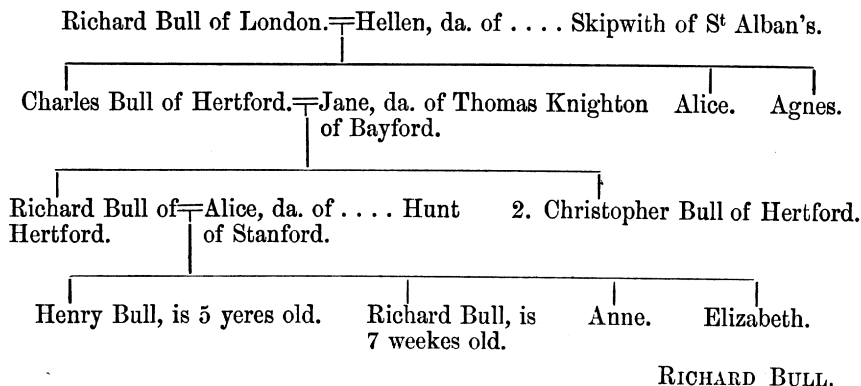 Richard Bull of London.=Hellen, da. of .... Skipwith of St Alban's.
Charles Bull of Hertford.=Jane, da. of Thomas Knighton of Bayford. Alice. Agnes.
Richard Bull of Hertford.=Alice, da. of .... Hunt of Stanford. 2. Christopher Bull of Hertford.
Henry Bull, is 5 yeres old. Richard Bull, is 7 weekes old. Anne. Elizabeth.
RICHARD BULL.